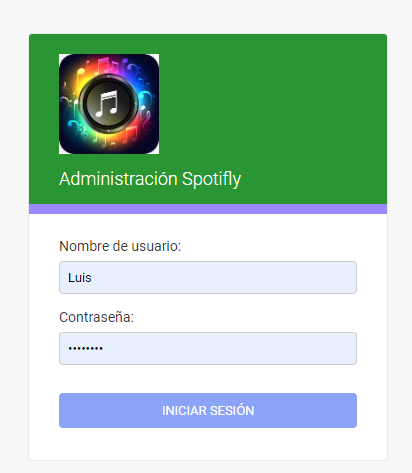 Administración Spotifly
Nombre de usuario:
Luis
Contraseña:
••••••••
INICIAR SESIÓN